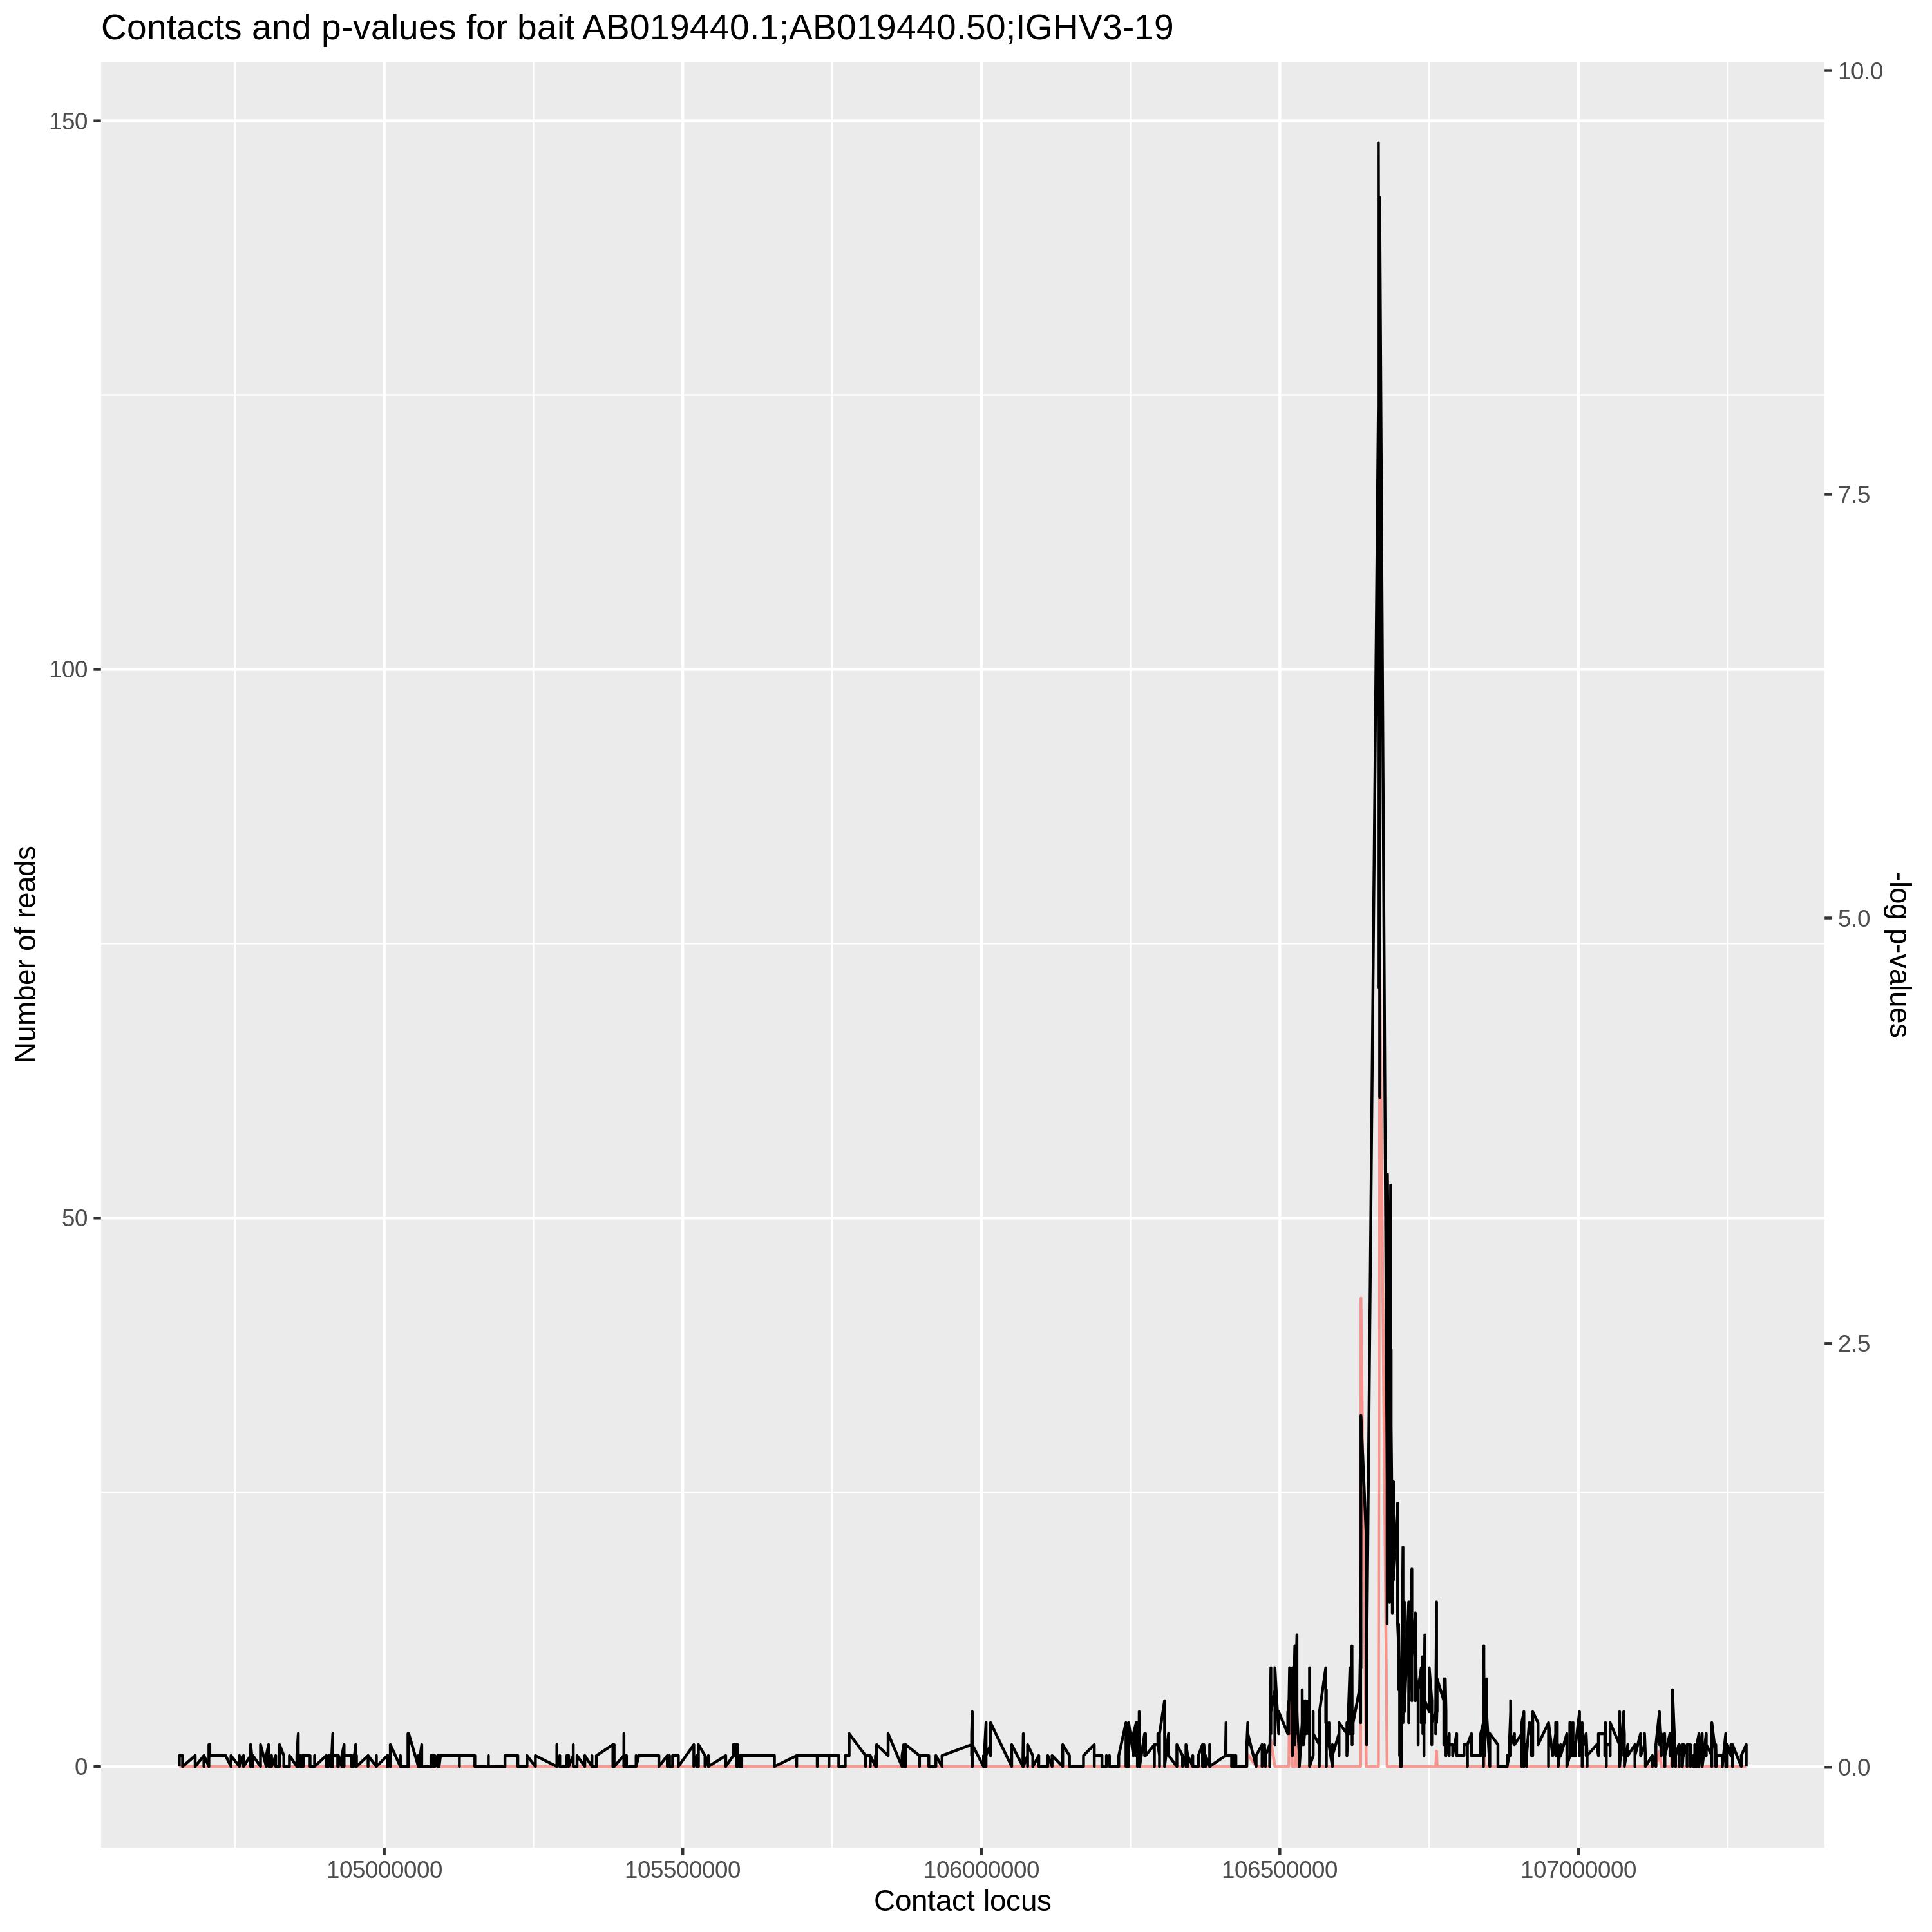 Contacts and p-values for bait AB019440.1;AB019440.50;IGHV3-19
150
100
50
0
Number of reads
10.0
7.5
5.0
2.5
0.0
-log p-values
105000000 105500000 106000000 106500000 107000000
Contact locus